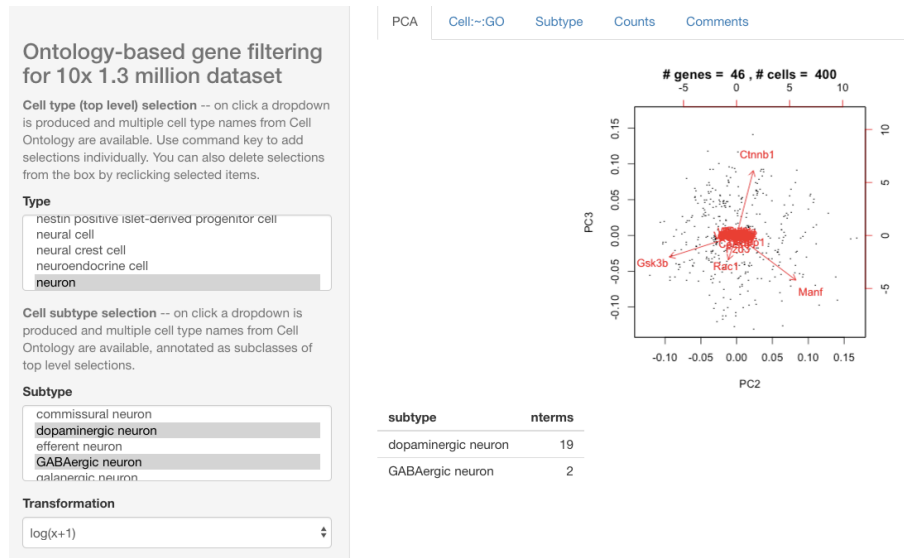 Ontology-based gene filtering
for 10x 1.3 million dataset
Cell type (top level) selection -- on click a dropdown
is produced and multiple cell type names from Cell
Ontology are available. Use command key to add
selections individually. You can also delete selections
from the box by reclicking selected items.
Type
nestin positive islet-derived progenitor cell
neural cell
neural crest cell
neuroendocrine cell
neuron
Cell subtype selection -- on click a dropdown is
produced and multiple cell type names from Cell
Ontology are available, annotated as subclasses of
top level selections.
Subtype
commissural neuron
dopaminergic neuron
efferent neuron
GABAergic neuron
galanergic neuron
Transformation
log(x+1)
PCA Cell:~:GO Subtype Counts Comments
# genes = 46 , # cells = 400
-5 0 5 10
0.15
0.10
0.05
0.00
-0.05
-0.10
PC3
10
5
0
-5
Ctnnb1
Gsk3b
Rac1
Manf
-0.10 -0.05 0.00 0.05 0.10 0.15
PC2
subtype nterms
dopaminergic neuron 19
GABAergic neuron 2